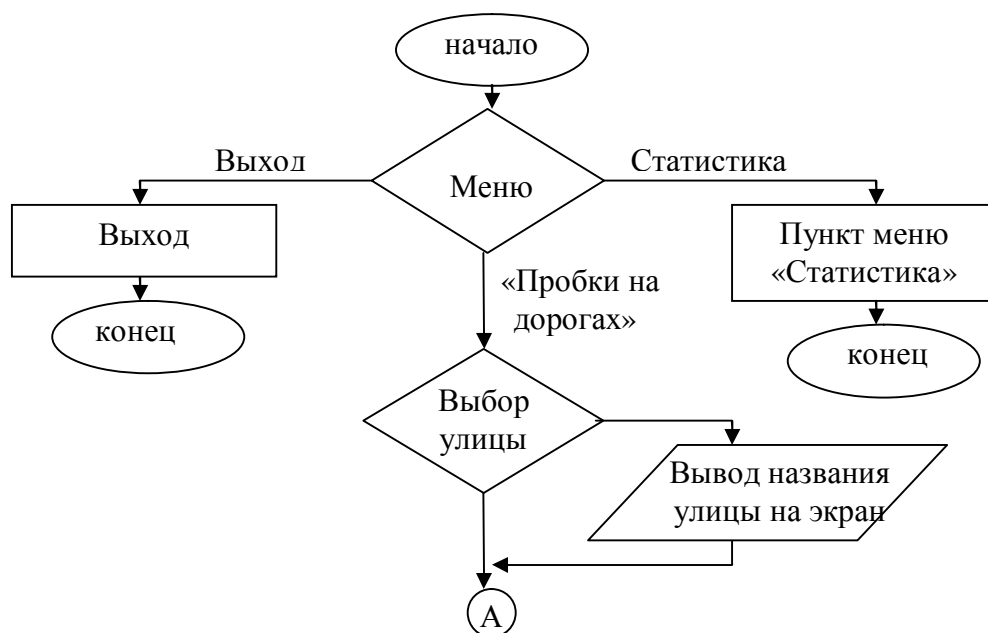 начало
Выход
Статистика
Меню
Выход
Пункт меню
«Статистика»
«Пробки на
дорогах»
конец
конец
Выбор
улицы
Вывод названия
улицы на экран
А